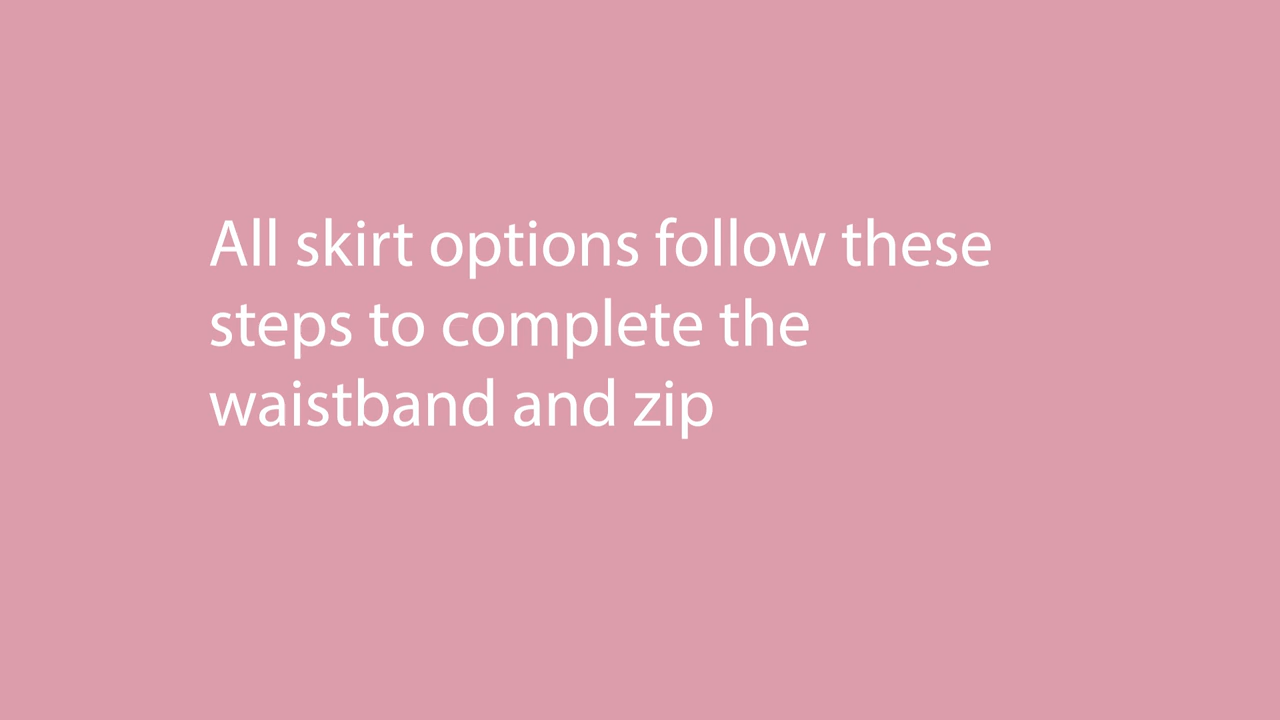 All skirt options follow these
steps to complete the
waistband and zip